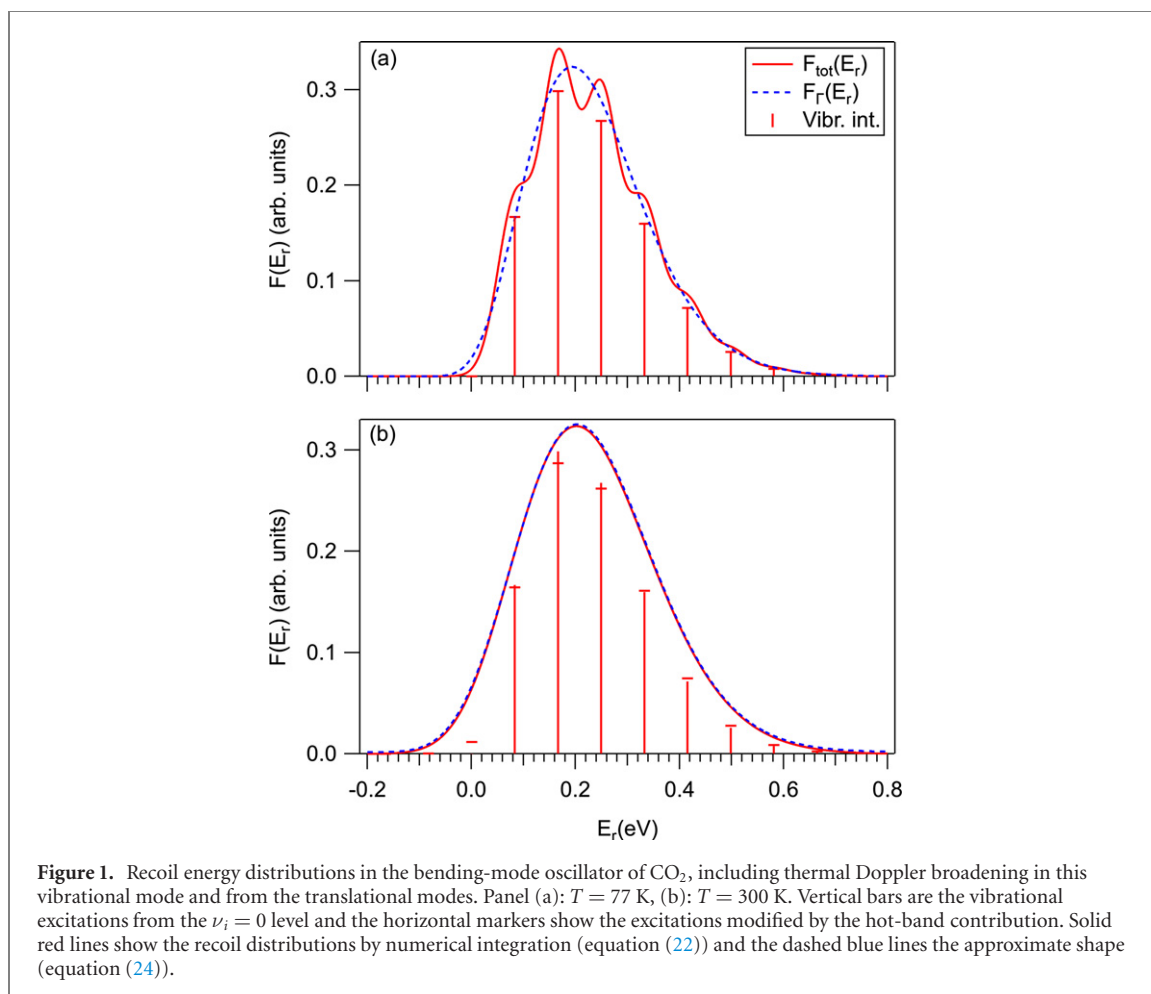 (a)
F_tot(E_r)
F_Γ(E_r)
Vibr. int.
0.3
0.2
0.1
0.0
F(E_r) (arb. units)
(b)
0.3
0.2
0.1
0.0
F(E_r) (arb. units)
-0.2 0.0 0.2 0.4 0.6 0.8
E_r(eV)
Figure 1. Recoil energy distributions in the bending-mode oscillator of CO₂, including thermal Doppler broadening in this
vibrational mode and from the translational modes. Panel (a): T = 77 K, (b): T = 300 K. Vertical bars are the vibrational
excitations from the ν_i = 0 level and the horizontal markers show the excitations modified by the hot-band contribution. Solid
red lines show the recoil distributions by numerical integration (equation (22)) and the dashed blue lines the approximate shape
(equation (24)).